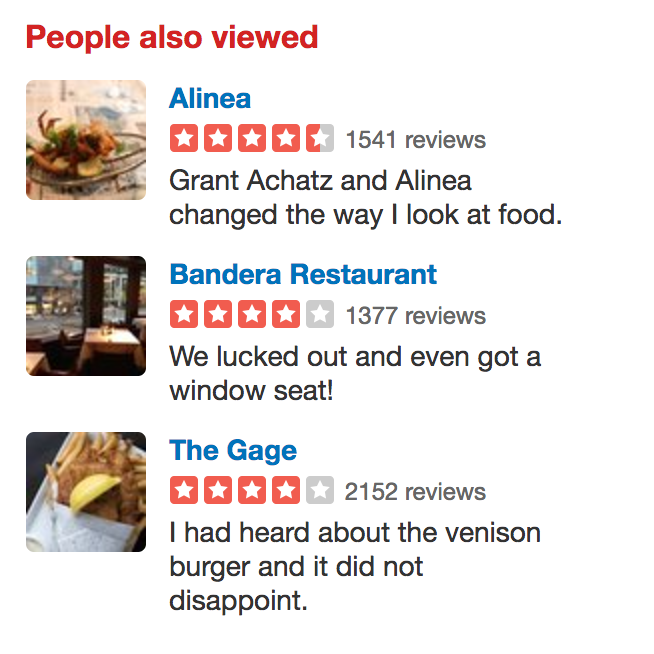 People also viewed
Alinea
1541 reviews
Grant Achatz and Alinea
changed the way I look at food.
Bandera Restaurant
1377 reviews
We lucked out and even got a
window seat!
The Gage
2152 reviews
I had heard about the venison
burger and it did not
disappoint.